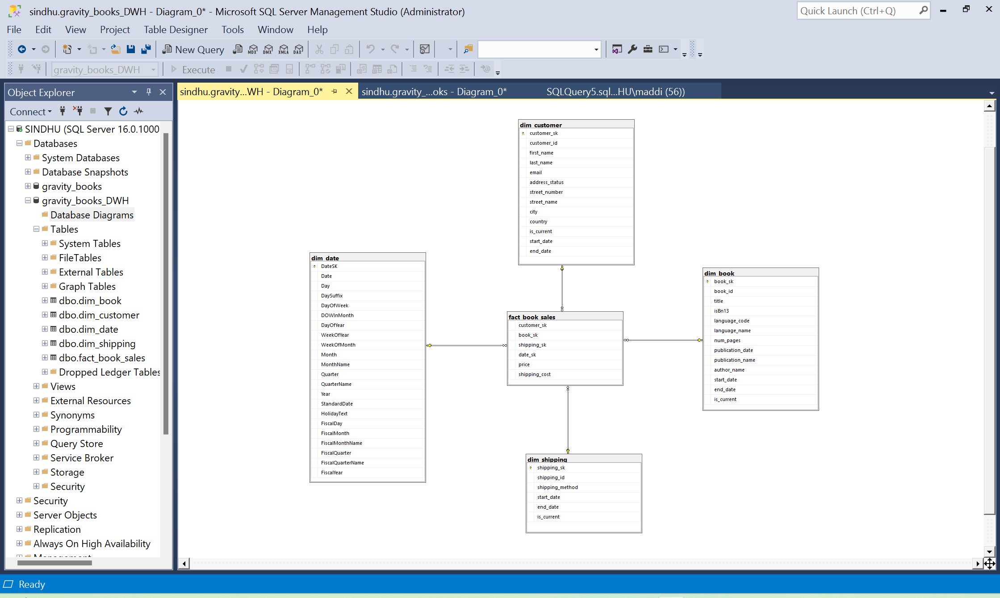 sindhu.gravity_books_DWH - Diagram_0* - Microsoft SQL Server Management Studio (Administrator)
Quick Launch (Ctrl+Q)
File Edit View Project Table Designer Tools Window Help
New Query MDX DMX XMLA DAX
gravity_books_DWH Execute
Object Explorer
sindhu.gravity...WH - Diagram_0*
sindhu.gravity_...oks - Diagram_0*
SQLQuery5.sql...HU\maddi (56))
Connect
SINDHU (SQL Server 16.0.1000
Databases
System Databases
Database Snapshots
gravity_books
gravity_books_DWH
Database Diagrams
Tables
System Tables
FileTables
External Tables
Graph Tables
dbo.dim_book
dbo.dim_customer
dbo.dim_date
dbo.dim_shipping
dbo.fact_book_sales
Dropped Ledger Tables
Views
External Resources
Synonyms
Programmability
Query Store
Service Broker
Storage
Security
Security
Server Objects
Replication
Always On High Availability
Management
dim_customer
customer_sk
customer_id
first_name
last_name
email
address_status
street_number
street_name
city
country
is_current
start_date
end_date
dim_date
DateSK
Date
Day
DaySuffix
DayOfWeek
DOWInMonth
DayOfYear
WeekOfYear
WeekOfMonth
Month
MonthName
Quarter
QuarterName
Year
StandardDate
HolidayText
FiscalDay
FiscalMonth
FiscalMonthName
FiscalQuarter
FiscalQuarterName
FiscalYear
fact_book_sales
customer_sk
book_sk
shipping_sk
date_sk
price
shipping_cost
dim_book
book_sk
book_id
title
isBn13
language_code
language_name
num_pages
publication_date
publication_name
author_name
start_date
end_date
is_current
dim_shipping
shipping_sk
shipping_id
shipping_method
start_date
end_date
is_current
Ready